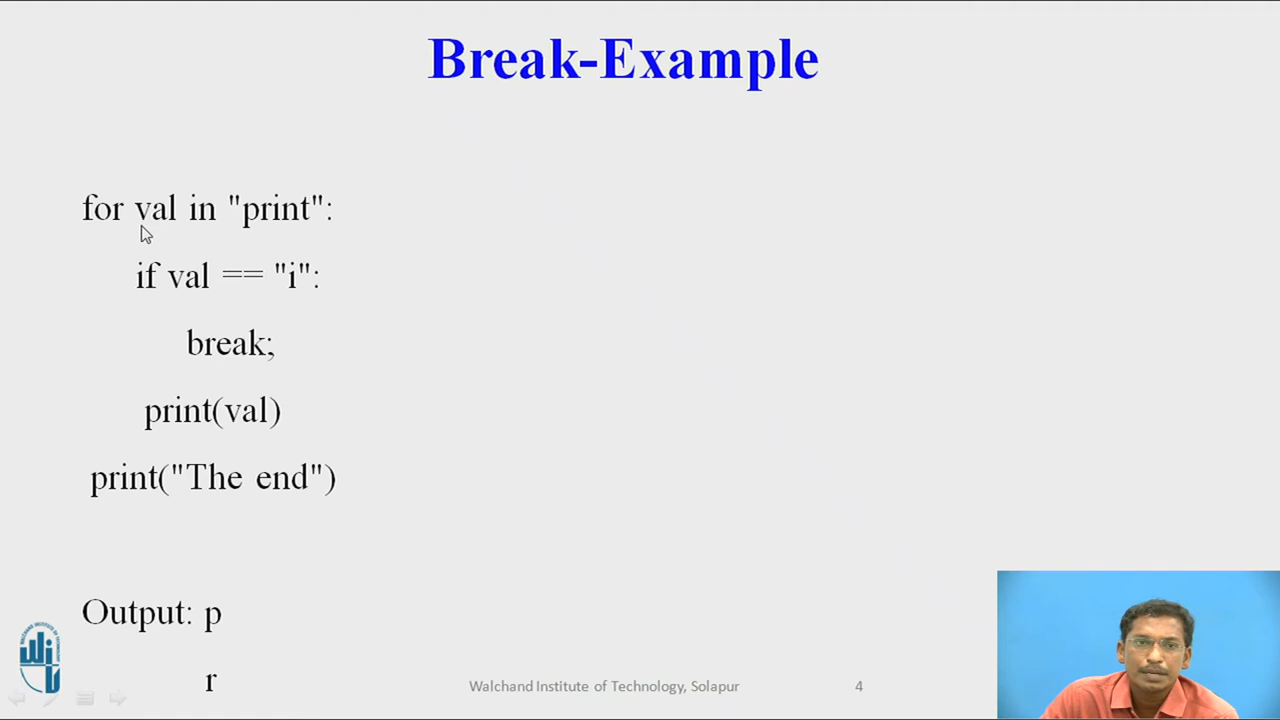 Break-Example
for val in "print":
if val == "i":
break;
print(val)
print("The end")
Output: p
r
Walchand Institute of Technology, Solapur
4